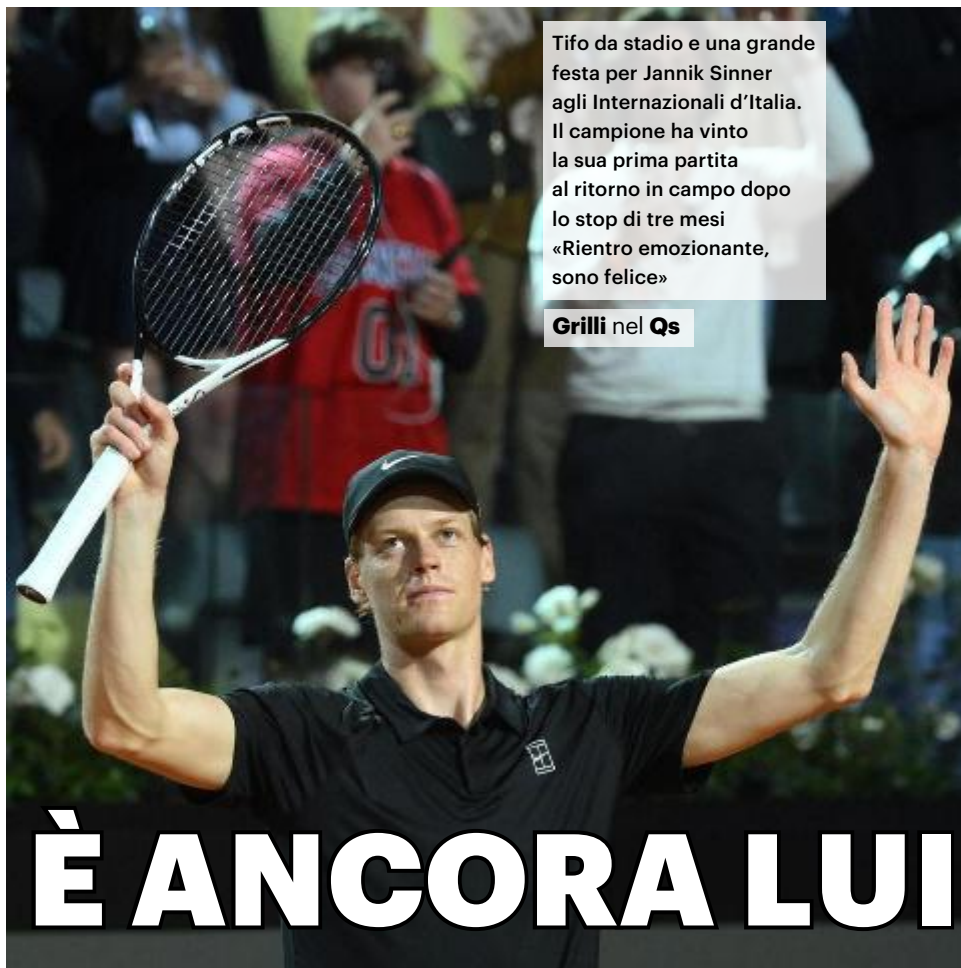 Tifo da stadio e una grande
festa per Jannik Sinner
agli Internazionali d’Italia.
Il campione ha vinto
la sua prima partita
al ritorno in campo dopo
lo stop di tre mesi
«Rientro emozionante,
sono felice»
Grilli nel Qs
È ANCORA LUI